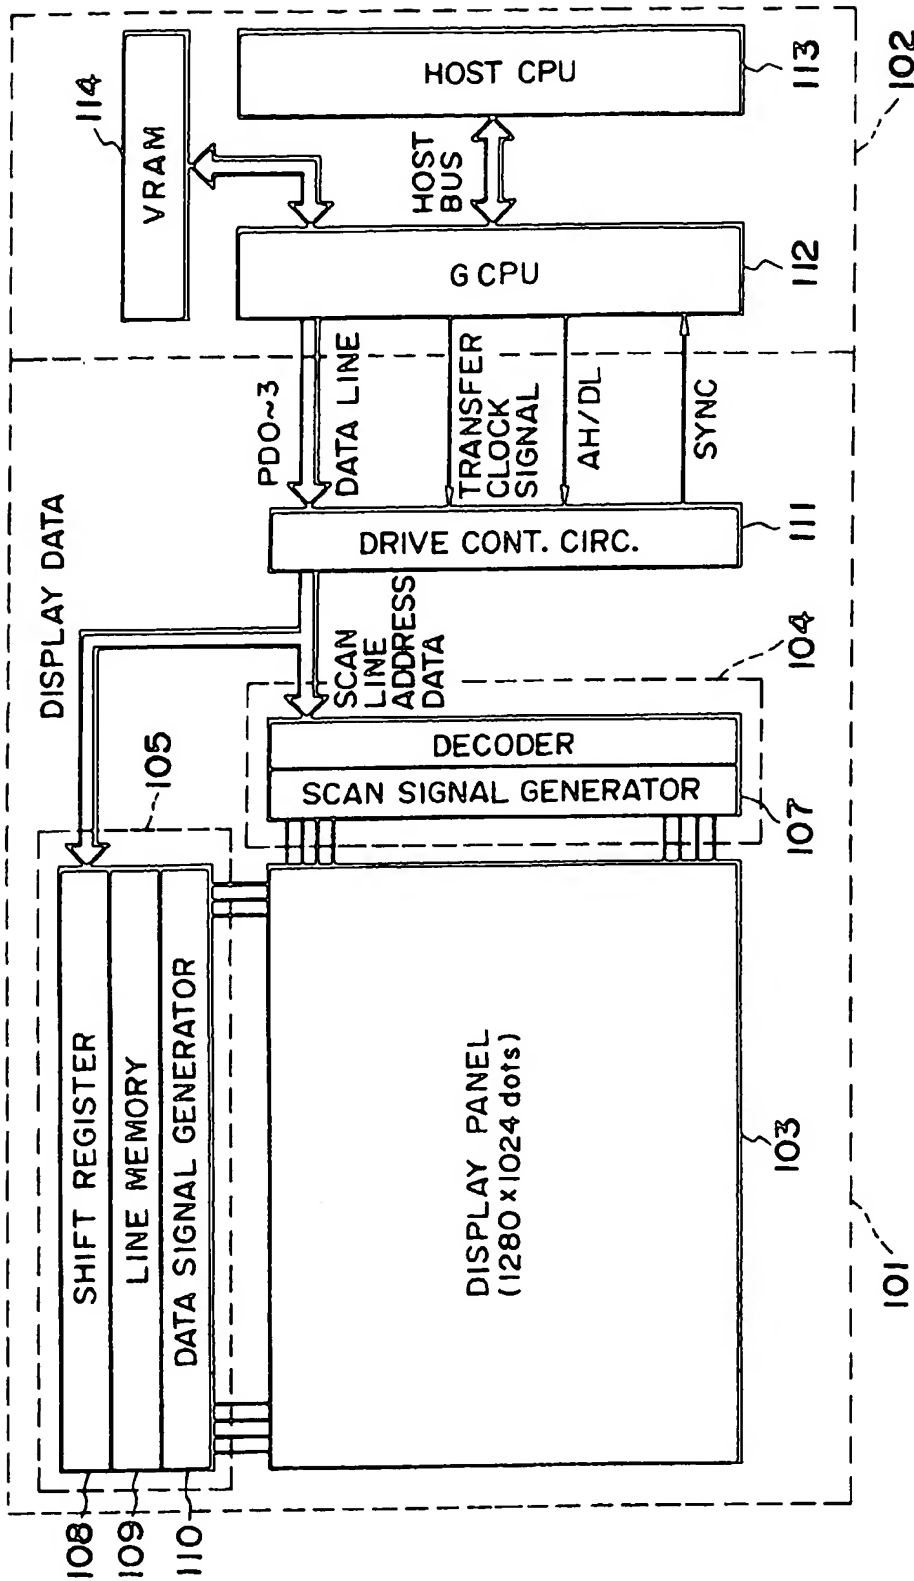 108
109
110
SHIFT REGISTER
LINE MEMORY
DATA SIGNAL GENERATOR
105
DISPLAY DATA
DISPLAY PANEL
(1280×1024 dots)
103
101
SCAN SIGNAL GENERATOR
DECODER
107
104
SCAN
LINE
ADDRESS
DATA
DRIVE CONT. CIRC.
111
PD0~3
DATA LINE
TRANSFER
CLOCK
SIGNAL
AH/DL
SYNC
GCPU
112
VRAM
114
HOST
BUS
HOST CPU
113
102